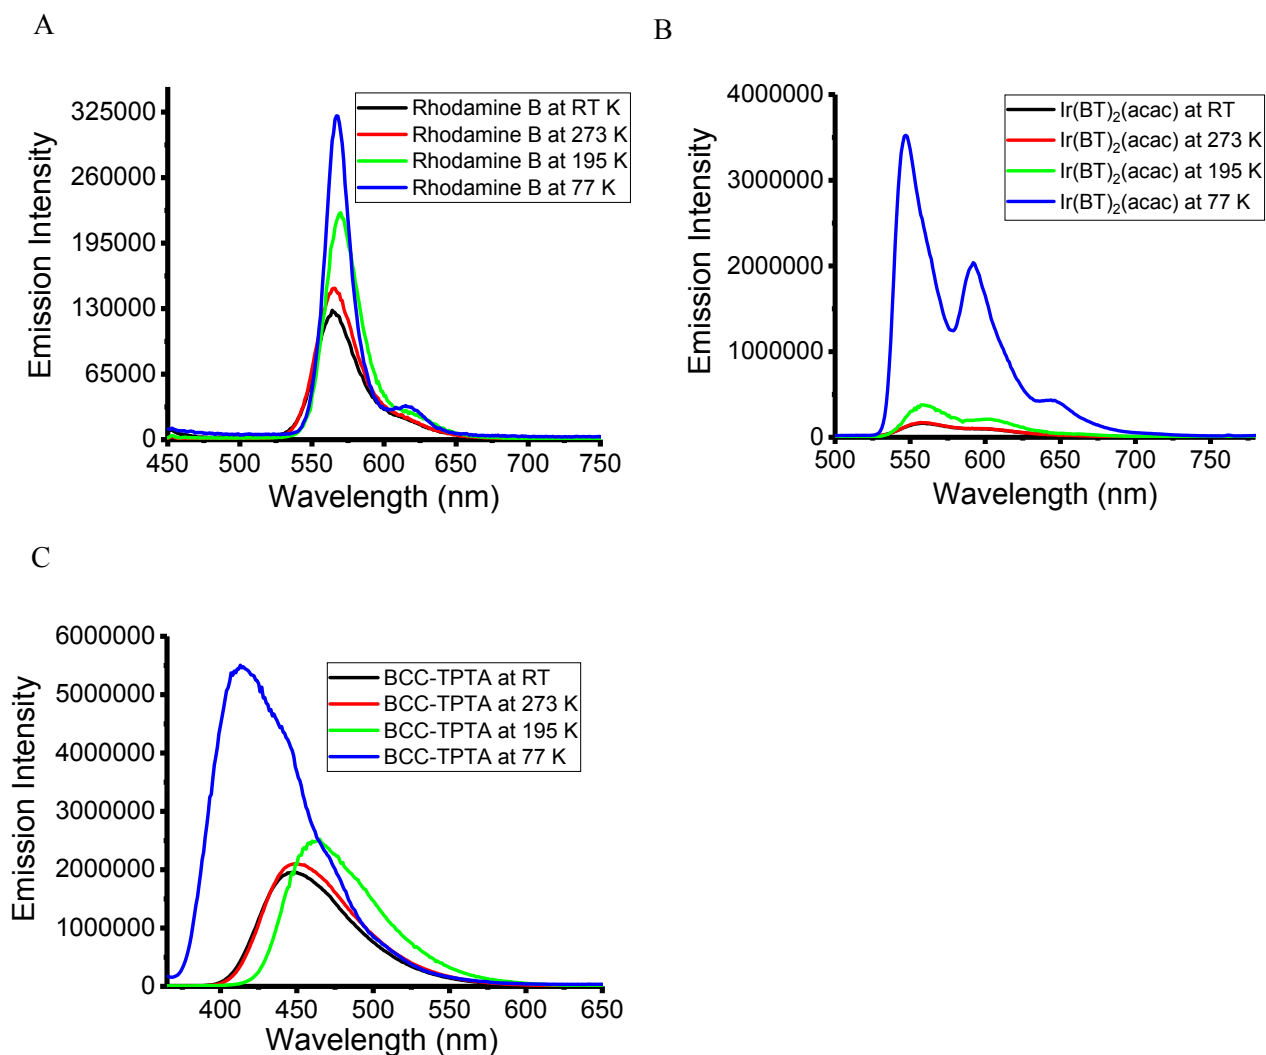 A
Emission Intensity
325000
260000
195000
130000
65000
0
450 500 550 600 650 700 750
Wavelength (nm)
Rhodamine B at RT K
Rhodamine B at 273 K
Rhodamine B at 195 K
Rhodamine B at 77 K
B
Emission Intensity
4000000
3000000
2000000
1000000
0
500 550 600 650 700 750
Wavelength (nm)
Ir(BT)₂(acac) at RT
Ir(BT)₂(acac) at 273 K
Ir(BT)₂(acac) at 195 K
Ir(BT)₂(acac) at 77 K
C
Emission Intensity
6000000
5000000
4000000
3000000
2000000
1000000
0
400 450 500 550 600 650
Wavelength (nm)
BCC-TPTA at RT
BCC-TPTA at 273 K
BCC-TPTA at 195 K
BCC-TPTA at 77 K